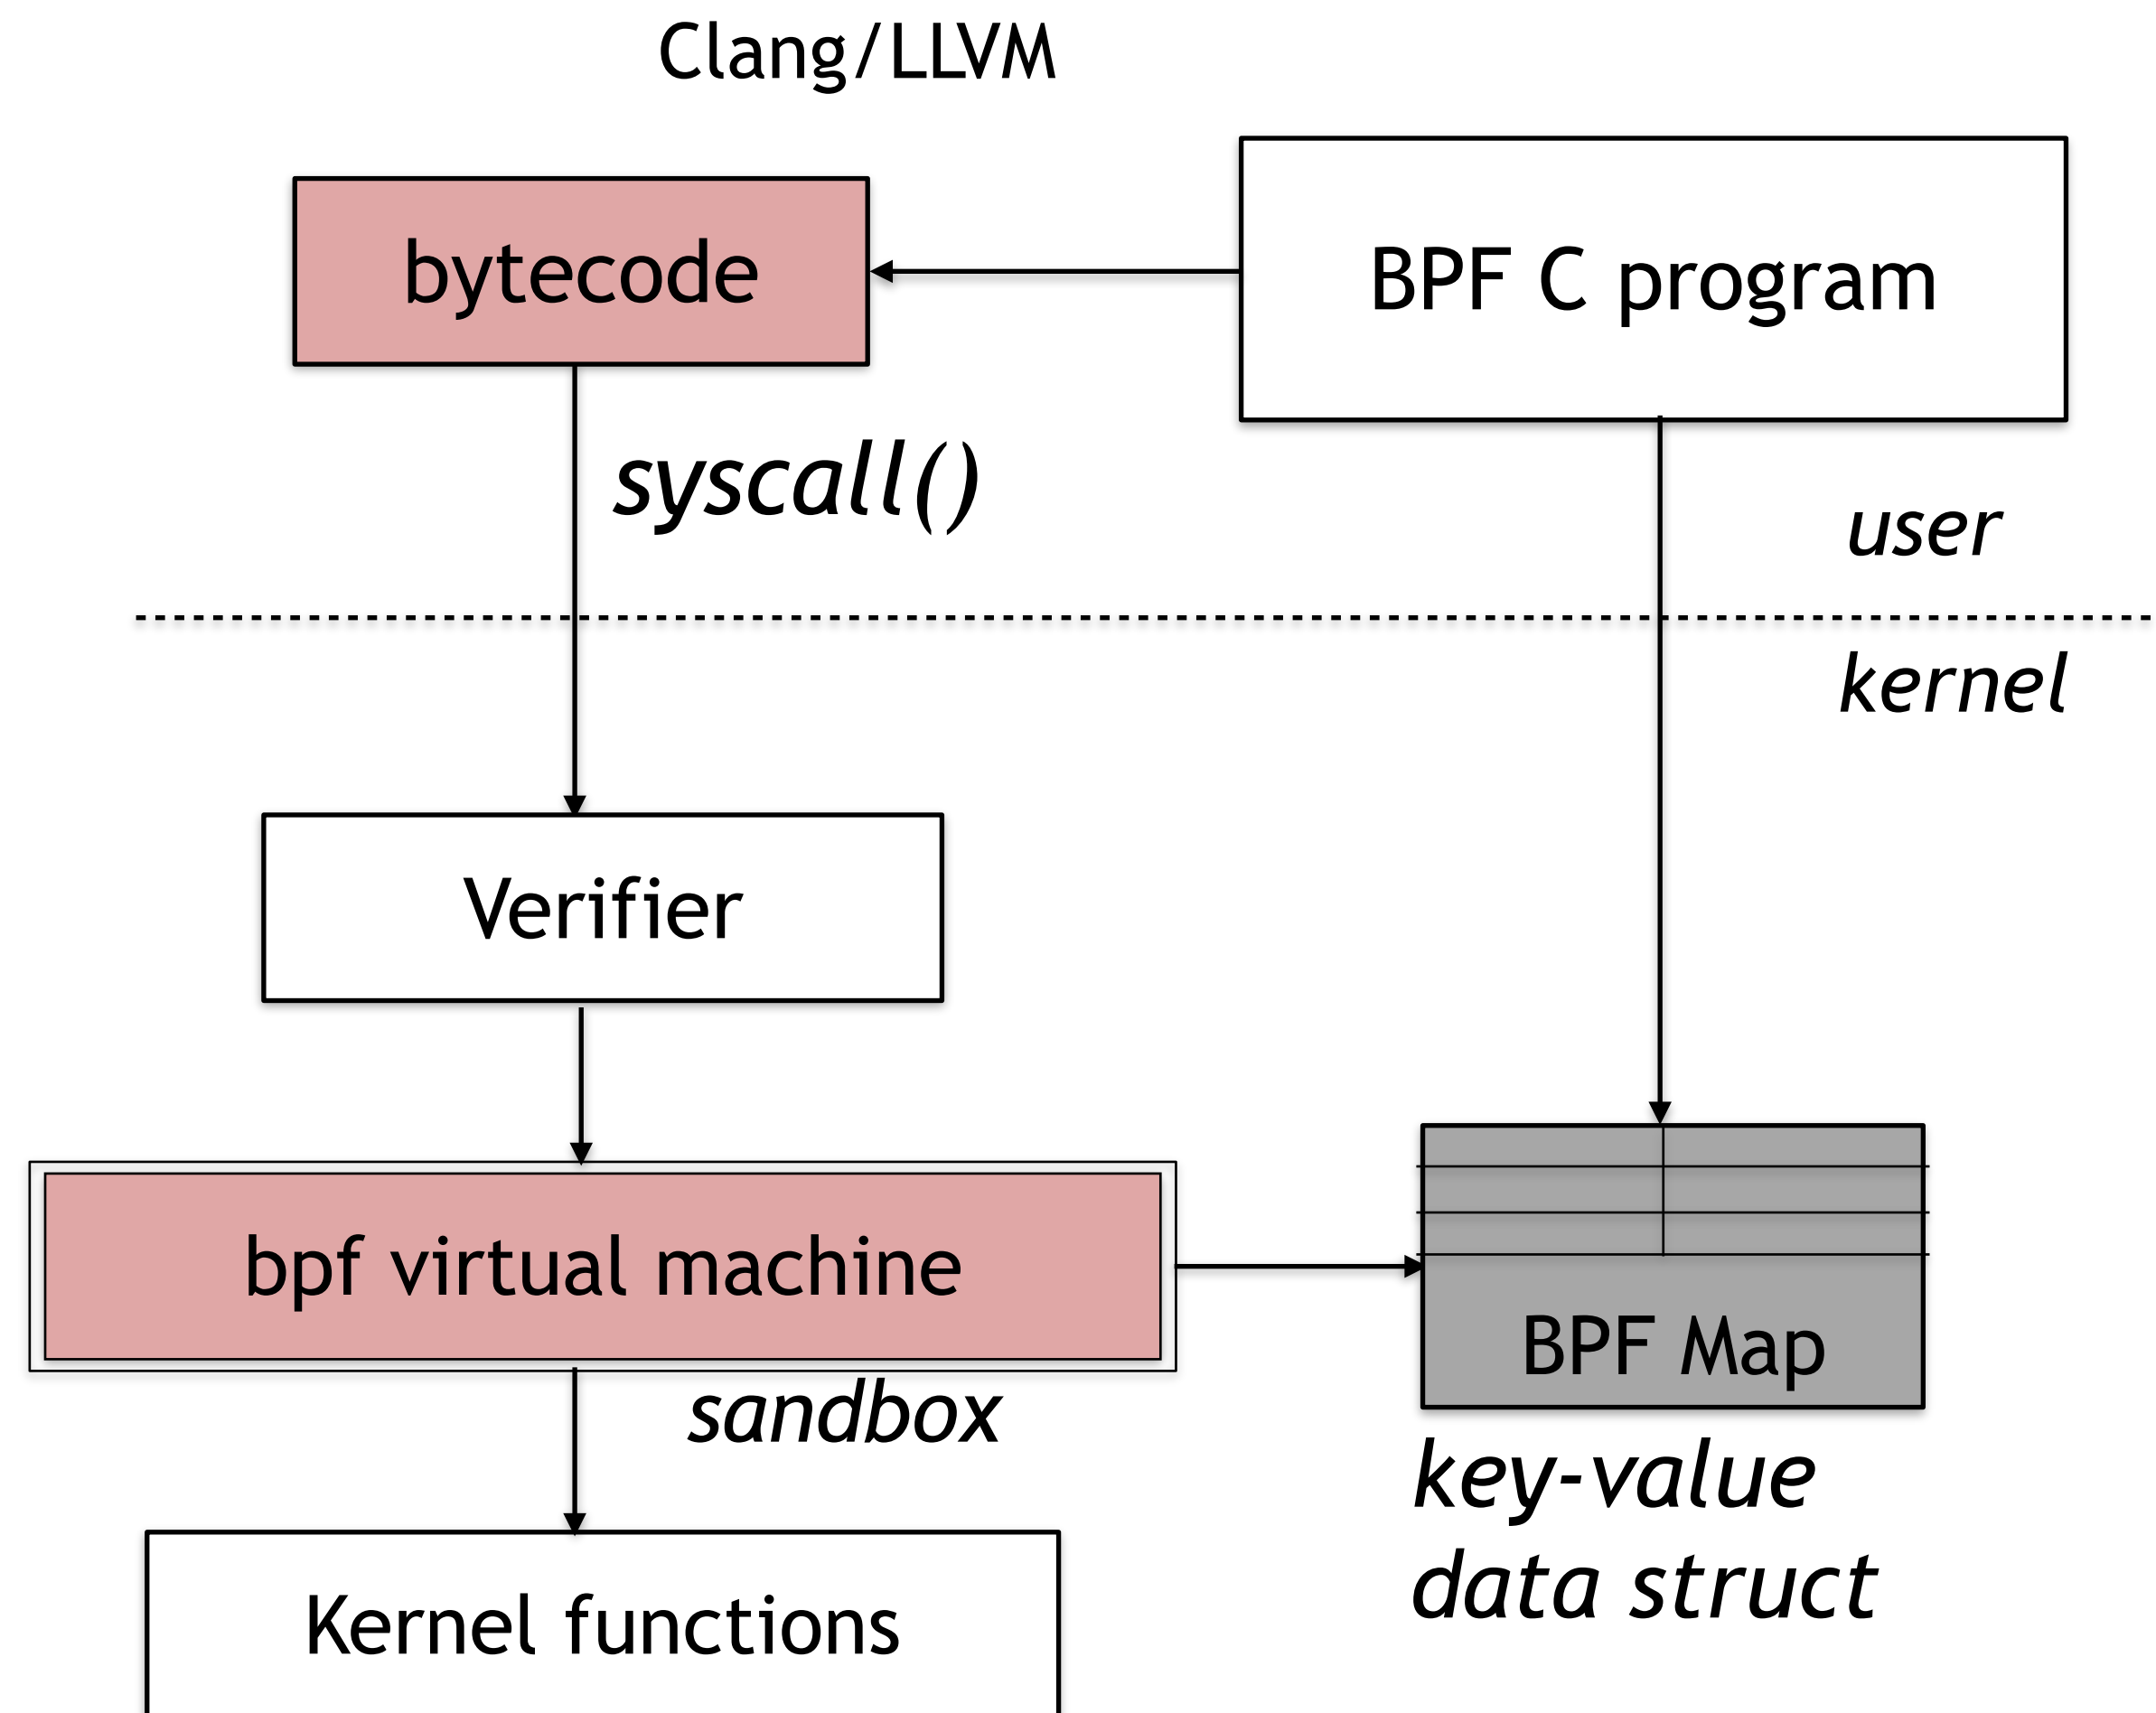 Clang/LLVM
bytecode
BPF C program
syscall()
user
kernel
Verifier
bpf virtual machine
BPF Map
sandbox
key-value
data struct
Kernel functions